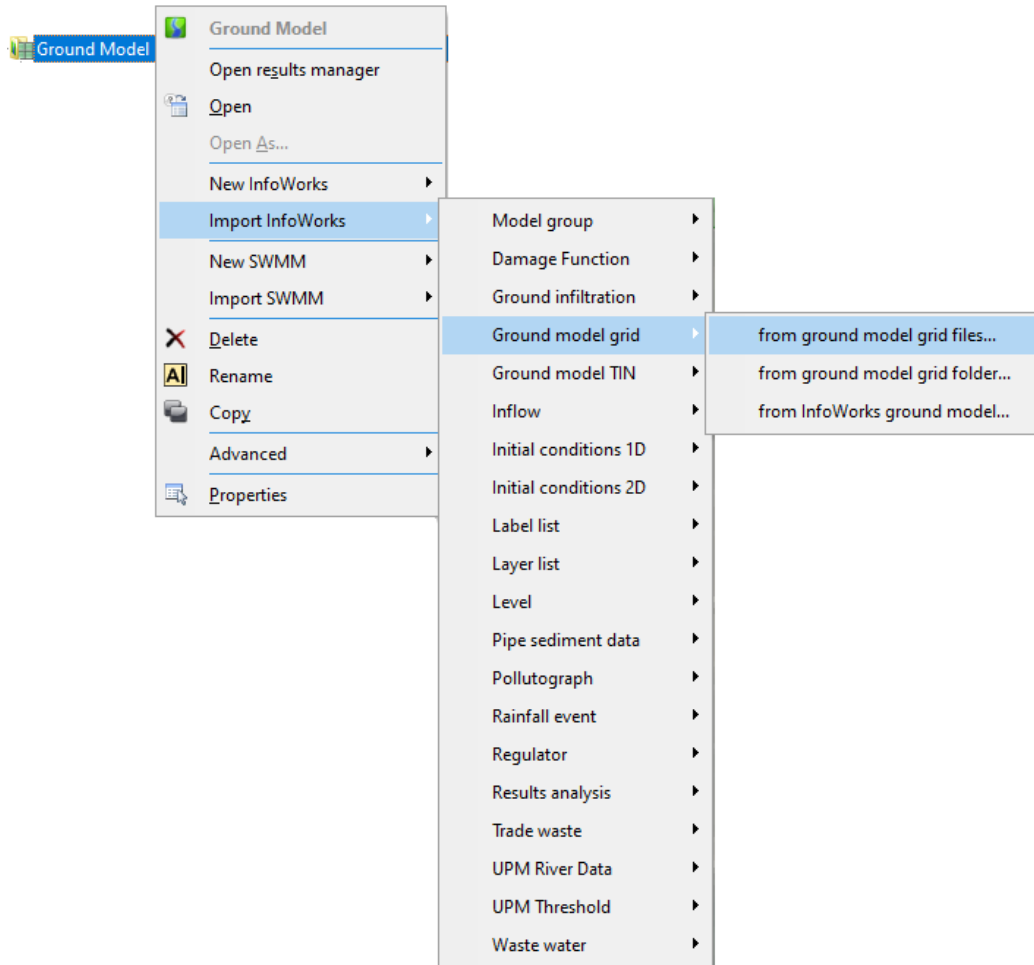 Ground Model
Ground Model
Open results manager
Open
Open As...
New InfoWorks
Import InfoWorks
New SWMM
Import SWMM
Delete
AI Rename
Copy
Advanced
Properties
Model group
Damage Function
Ground infiltration
Ground model grid
Ground model TIN
Inflow
Initial conditions 1D
Initial conditions 2D
Label list
Layer list
Level
Pipe sediment data
Pollutograph
Rainfall event
Regulator
Results analysis
Trade waste
UPM River Data
UPM Threshold
Waste water
from ground model grid files...
from ground model grid folder...
from InfoWorks ground model...